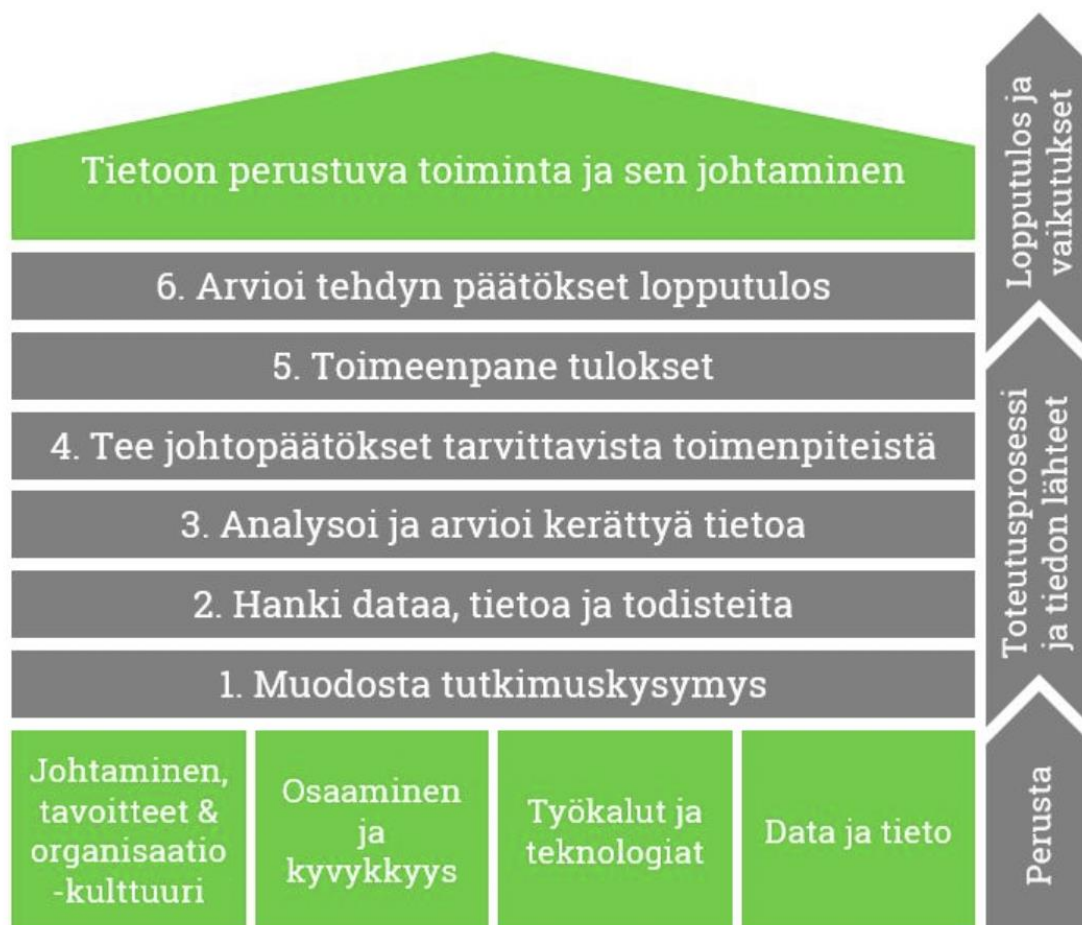 Tietoon perustuva toiminta ja sen johtaminen
6. Arvioi tehdyn päätökset lopputulos
5. Toimeenpane tulokset
4. Tee johtopäätökset tarvittavista toimenpiteistä
3. Analysoi ja arvioi kerättyä tietoa
2. Hanki dataa, tietoa ja todisteita
1. Muodosta tutkimuskysymys
Johtaminen,
tavoitteet &
organisaatio
-kulttuuri
Osaaminen
ja
kyvykkyys
Työkalut ja
teknologiat
Data ja tieto
Lopputulos ja
vaikutukset
Toteutusprosessi
ja tiedon lähteet
Perusta